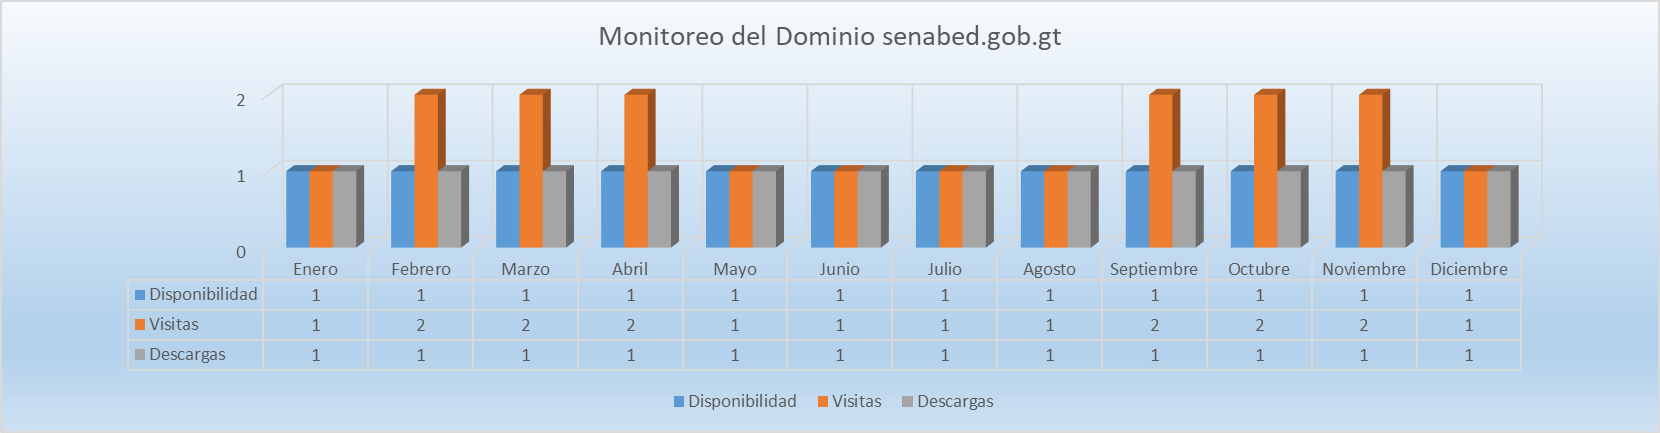 Monitoreo del Dominio senabed.gob.gt
2
1
0
Enero Febrero Marzo Abril Mayo Junio Julio Agosto Septiembre Octubre Noviembre Diciembre
Disponibilidad 1 1 1 1 1 1 1 1 1 1 1 1
Visitas 1 2 2 2 1 1 1 1 2 2 2 1
Descargas 1 1 1 1 1 1 1 1 1 1 1 1
Disponibilidad Visitas Descargas